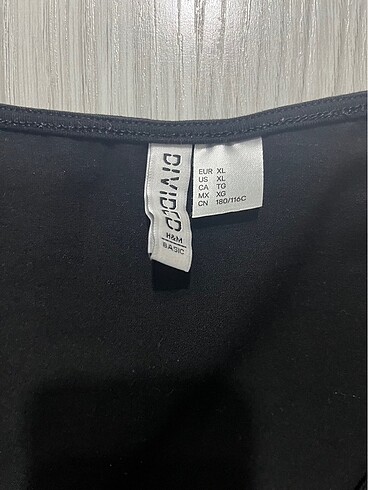 DIVIDED
H&M
BASIC
EUR XL
US XL
CA TG
MX XG
CN 180/116C